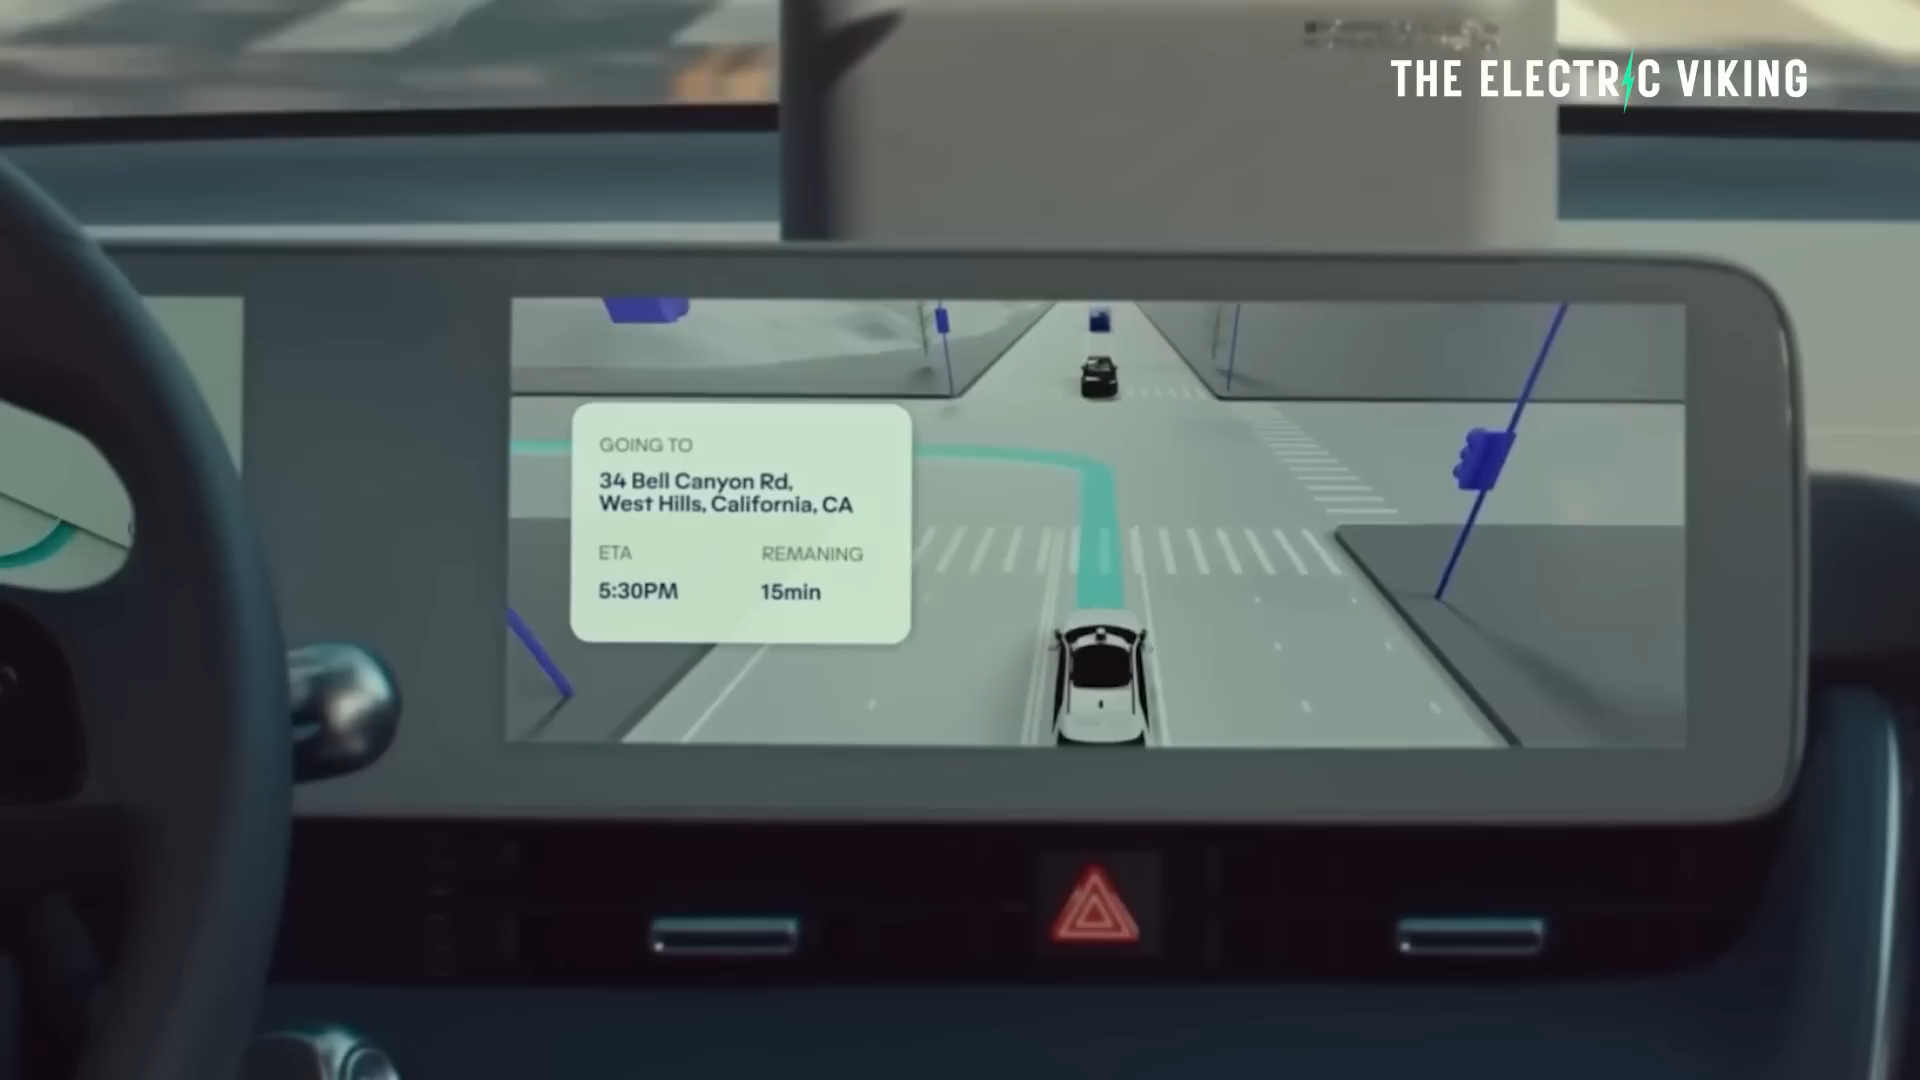 THE ELECTRIC VIKING
GOING TO
34 Bell Canyon Rd,
West Hills, California, CA
ETA REMANING
5:30PM 15min